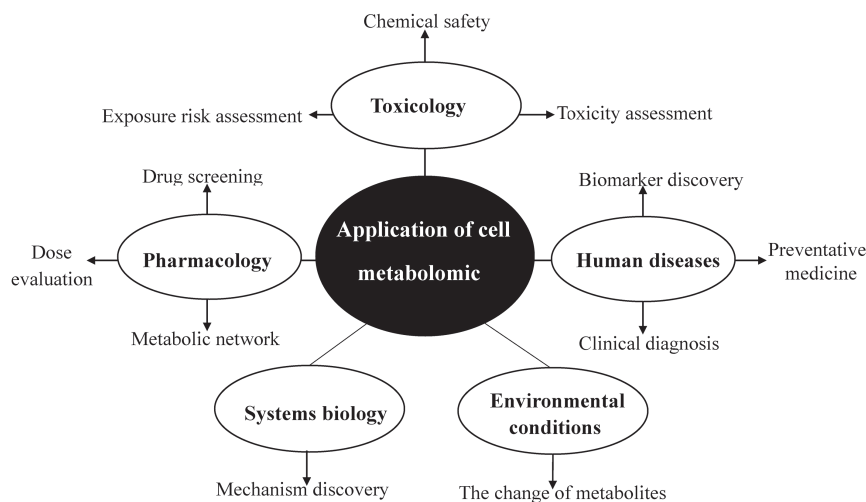 Chemical safety
Toxicology
Exposure risk assessment
Toxicity assessment
Drug screening
Biomarker discovery
Application of cell
metabolomic
Dose
evaluation
Pharmacology
Human diseases
Preventative
medicine
Metabolic network
Clinical diagnosis
Systems biology
Environmental
conditions
Mechanism discovery
The change of metabolites